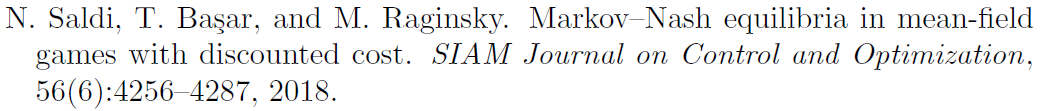 N. Saldi, T. Başar, and M. Raginsky. Markov–Nash equilibria in mean-field
games with discounted cost. SIAM Journal on Control and Optimization,
56(6):4256–4287, 2018.